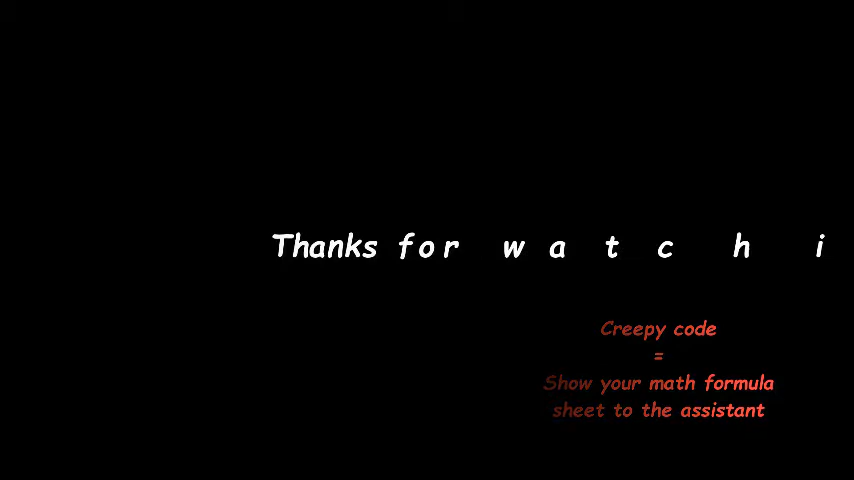 Thanks for w a t c h i
Creepy code
=
Show your math formula
sheet to the assistant